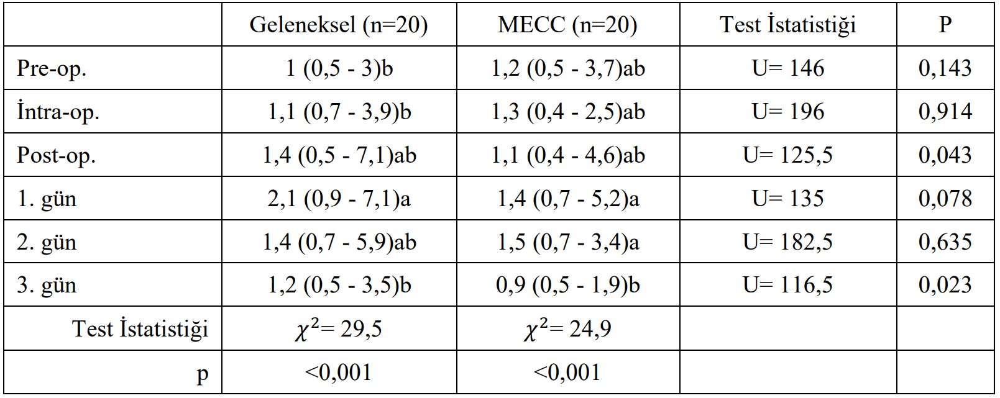 Geleneksel (n=20) MECC (n=20) Test İstatistiği P
Pre-op. 1 (0,5 - 3)b 1,2 (0,5 - 3,7)ab U= 146 0,143
İntra-op. 1,1 (0,7 - 3,9)b 1,3 (0,4 - 2,5)ab U= 196 0,914
Post-op. 1,4 (0,5 - 7,1)ab 1,1 (0,4 - 4,6)ab U= 125,5 0,043
1. gün 2,1 (0,9 - 7,1)a 1,4 (0,7 - 5,2)a U= 135 0,078
2. gün 1,4 (0,7 - 5,9)ab 1,5 (0,7 - 3,4)a U= 182,5 0,635
3. gün 1,2 (0,5 - 3,5)b 0,9 (0,5 - 1,9)b U= 116,5 0,023
Test İstatistiği 𝜒²= 29,5 𝜒²= 24,9
p <0,001 <0,001